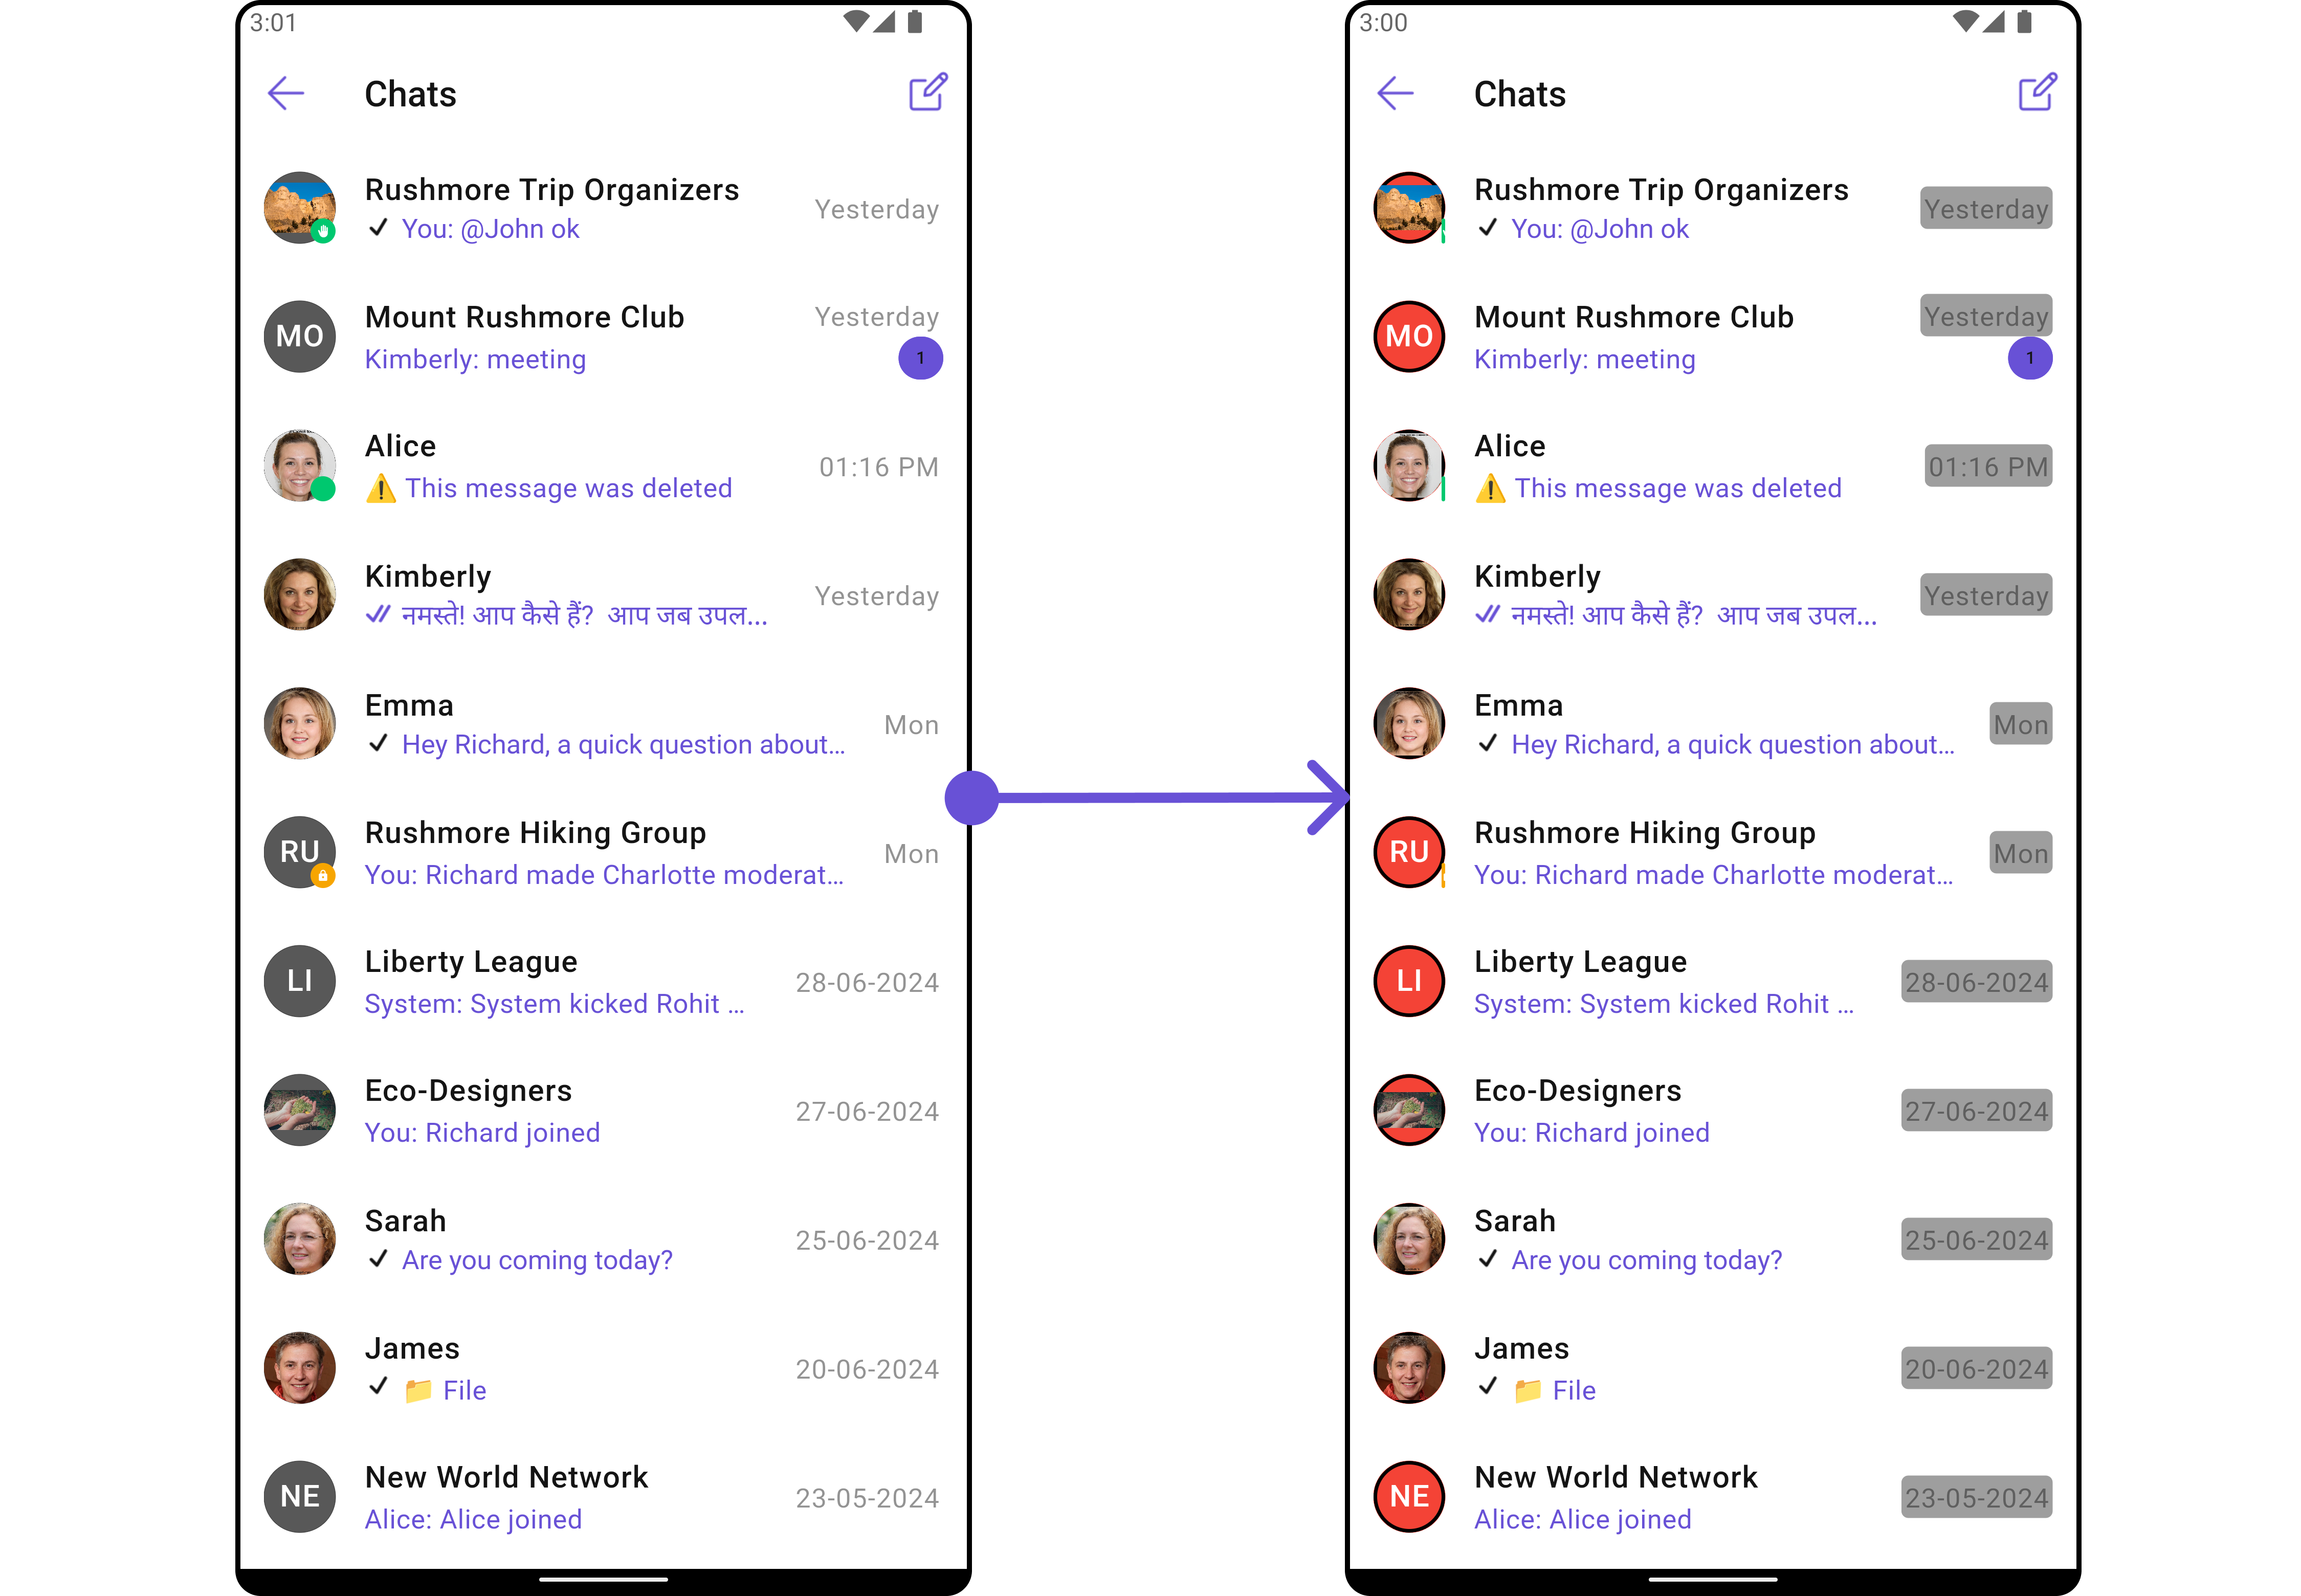 3:01
Chats
Rushmore Trip Organizers
You: @John ok
Yesterday
MO
Mount Rushmore Club
Kimberly: meeting
Yesterday
1
Alice
⚠️ This message was deleted
01:16 PM
Kimberly
नमस्ते! आप कैसे हैं?  आप जब उपल...
Yesterday
Emma
Hey Richard, a quick question about...
Mon
RU
Rushmore Hiking Group
You: Richard made Charlotte moderat...
Mon
LI
Liberty League
System: System kicked Rohit ...
28-06-2024
Eco-Designers
You: Richard joined
27-06-2024
Sarah
Are you coming today?
25-06-2024
James
📁 File
20-06-2024
NE
New World Network
Alice: Alice joined
23-05-2024
3:00
Chats
Rushmore Trip Organizers
You: @John ok
Yesterday
MO
Mount Rushmore Club
Kimberly: meeting
Yesterday
1
Alice
⚠️ This message was deleted
01:16 PM
Kimberly
नमस्ते! आप कैसे हैं?  आप जब उपल...
Yesterday
Emma
Hey Richard, a quick question about...
Mon
RU
Rushmore Hiking Group
You: Richard made Charlotte moderat...
Mon
LI
Liberty League
System: System kicked Rohit ...
28-06-2024
Eco-Designers
You: Richard joined
27-06-2024
Sarah
Are you coming today?
25-06-2024
James
📁 File
20-06-2024
NE
New World Network
Alice: Alice joined
23-05-2024